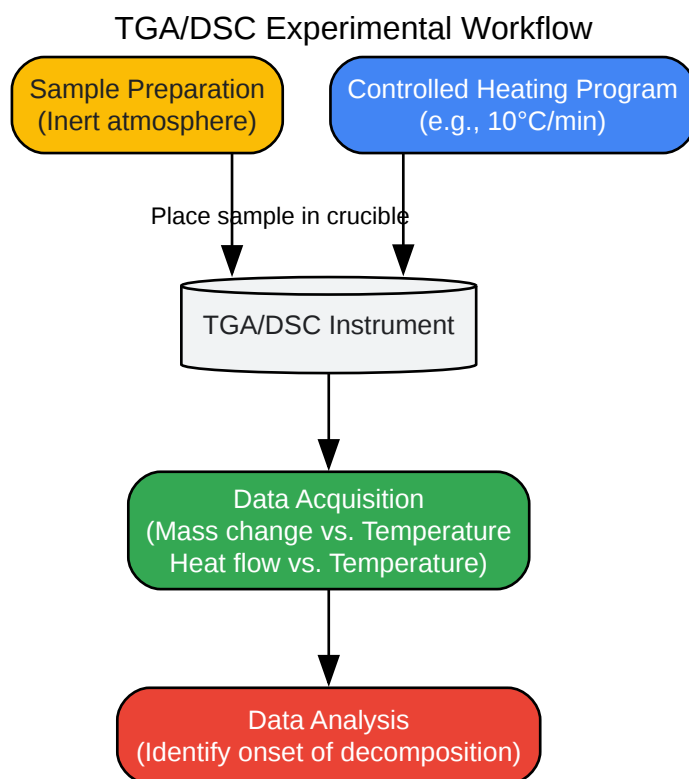 TGA/DSC Experimental Workflow
Sample Preparation
(Inert atmosphere)
Controlled Heating Program
(e.g., 10°C/min)
Place sample in crucible
TGA/DSC Instrument
Data Acquisition
(Mass change vs. Temperature
Heat flow vs. Temperature)
Data Analysis
(Identify onset of decomposition)